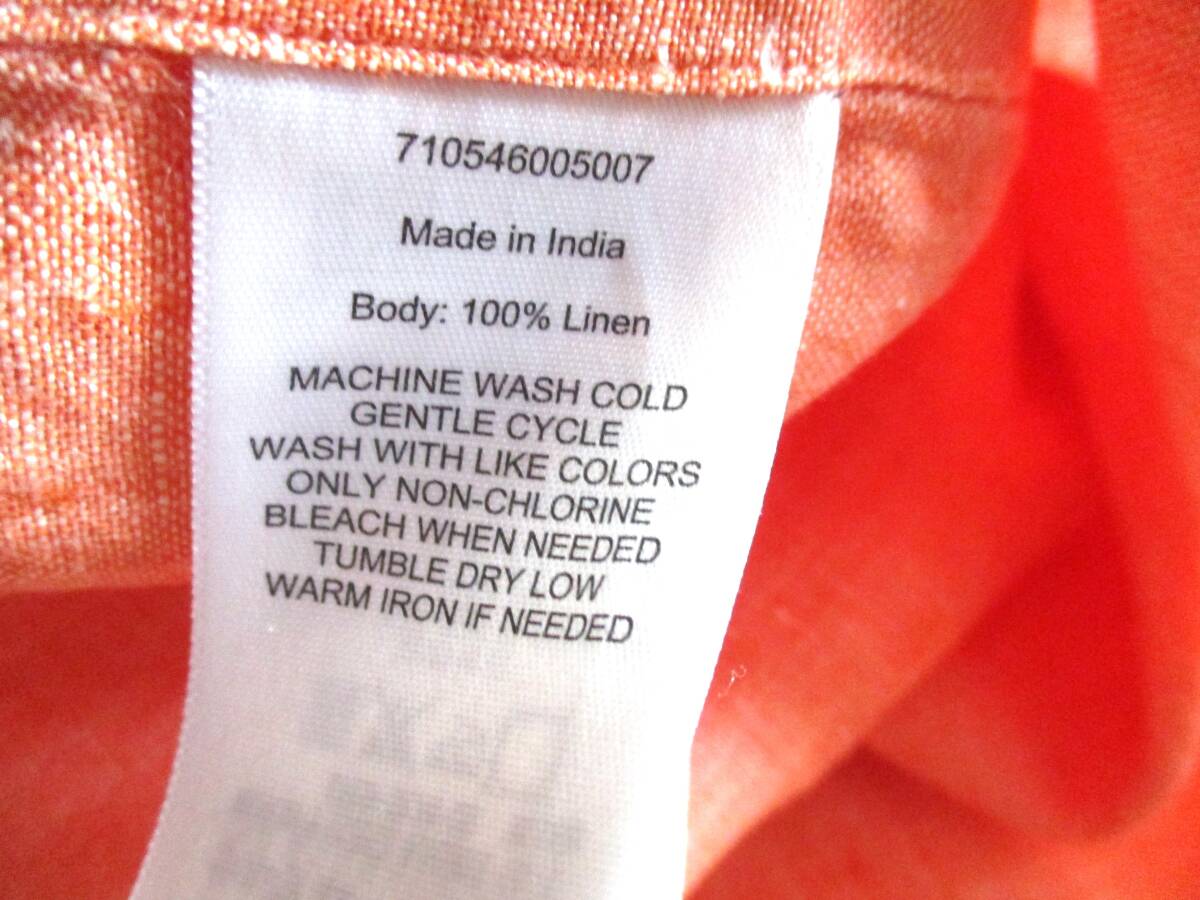 710546005007
Made in India
Body: 100% Linen
MACHINE WASH COLD
GENTLE CYCLE
WASH WITH LIKE COLORS
ONLY NON-CHLORINE
BLEACH WHEN NEEDED
TUMBLE DRY LOW
WARM IRON IF NEEDED